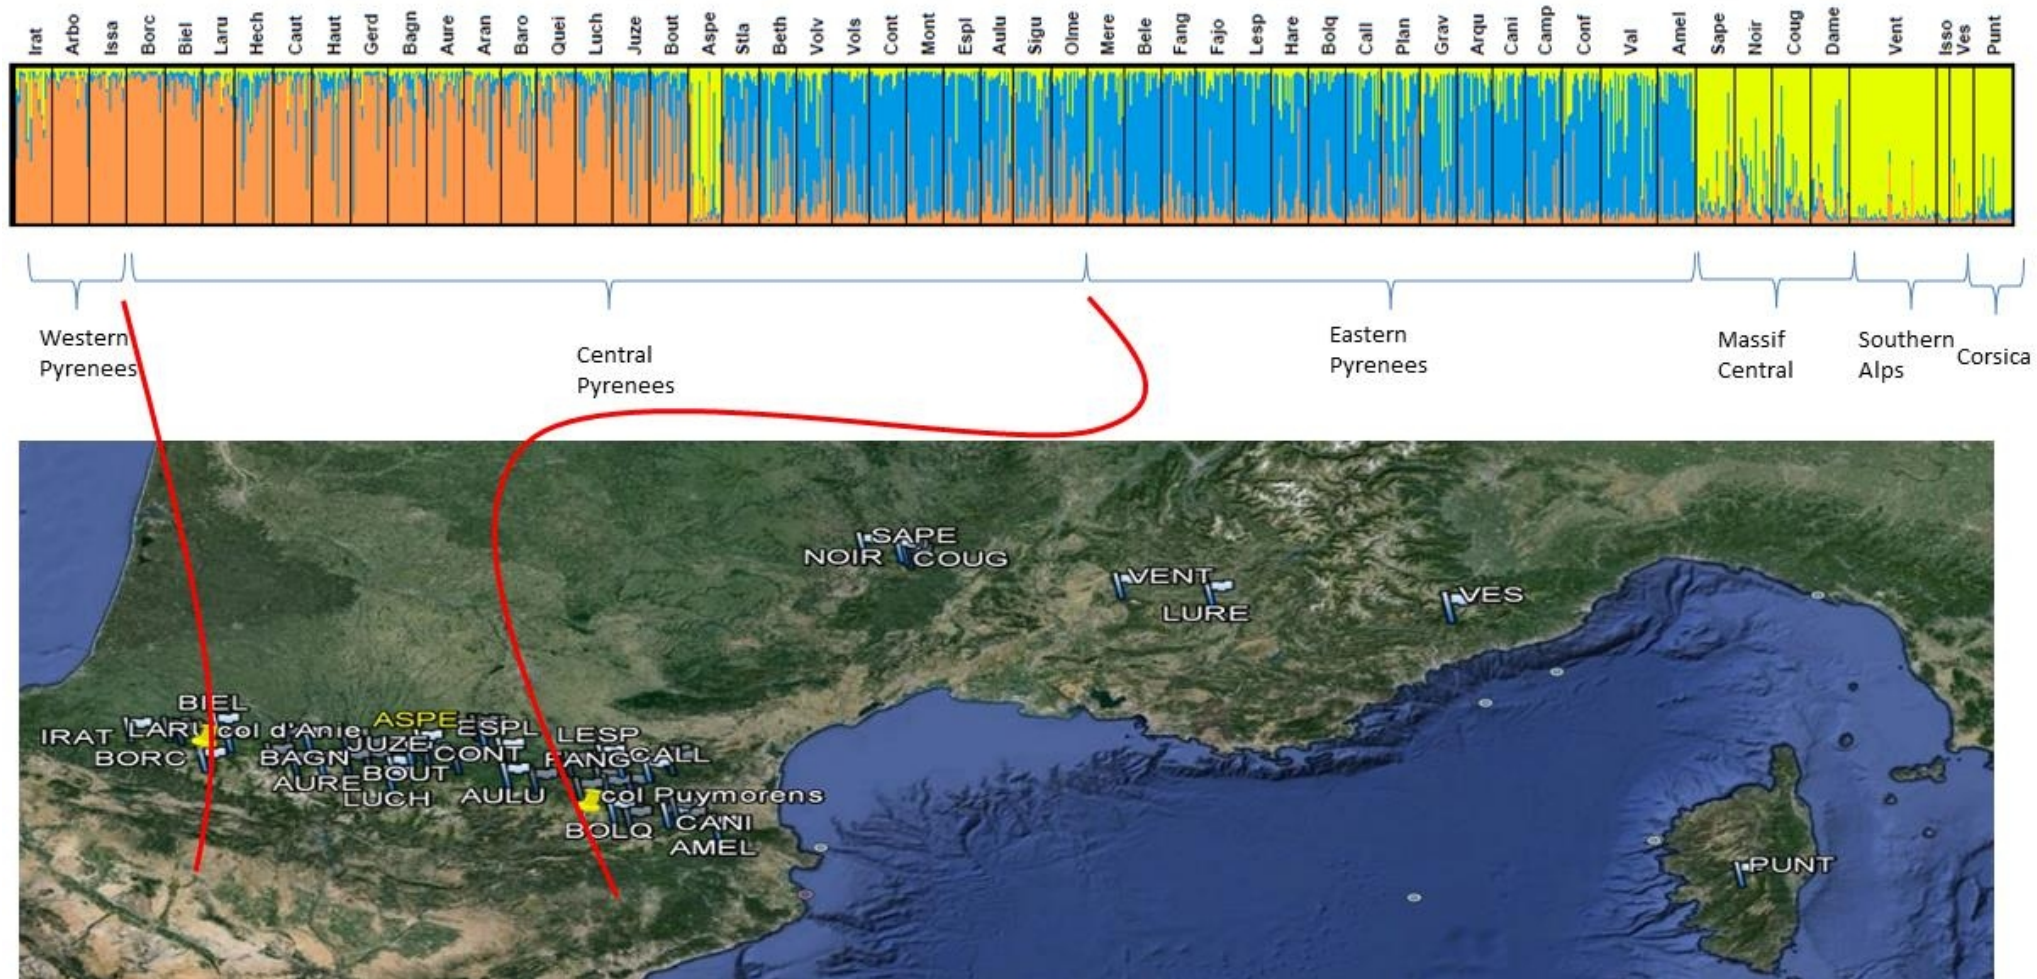 Irat Arbo Issa Borc Biel Laru Hech Caut Haut Gerd Bagn Aure Aran Baro Quei Luch Juze Bout Aspe Stla Beth Volv Vols Cont Mont Espl Aulu Sigu Olme Mere Bele Fang Fajo Lesp Hare Bolq Call Plan Grav Arqu Cani Camp Conf Val Amel Sape Noir Coug Dame Vent Isso Ves Punt
Western
Pyrenees
Central
Pyrenees
Eastern
Pyrenees
Massif
Central
Southern
Alps
Corsica
SAPE
NOIR
COUG
VENT
LURE
VES
BIEL
IRAT
LARU
col d'Anie
BORC
ASPE
ESPL
JUZE
BAGN
CONT
BOUT
AURE
LUCH
AULU
LESP
FANG
CALL
col Puymorens
BOLQ
CANI
AMEL
PUNT